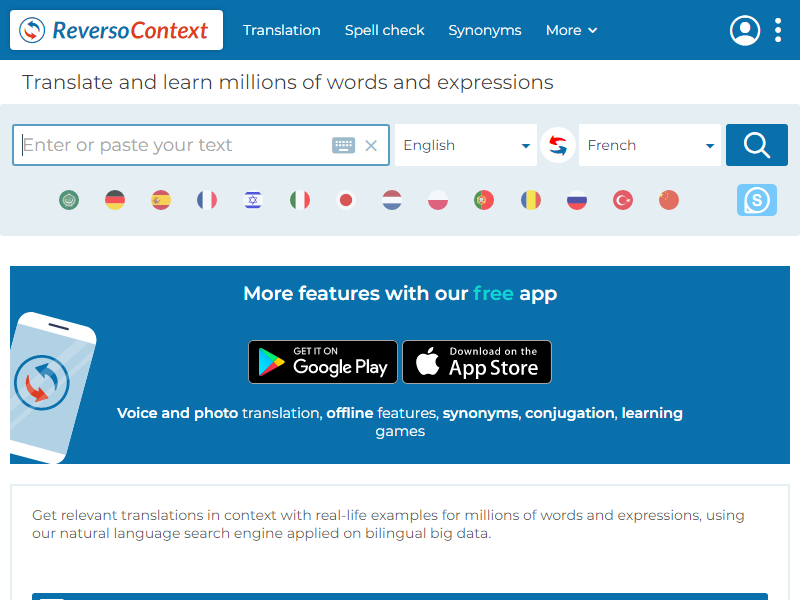 ReversoContext
Translation
Spell check
Synonyms
More
Translate and learn millions of words and expressions
Enter or paste your text
English
French
S
More features with our free app
GET IT ON
Google Play
Download on the
App Store
Voice and photo translation, offline features, synonyms, conjugation, learning
games
Get relevant translations in context with real-life examples for millions of words and expressions, using
our natural language search engine applied on bilingual big data.